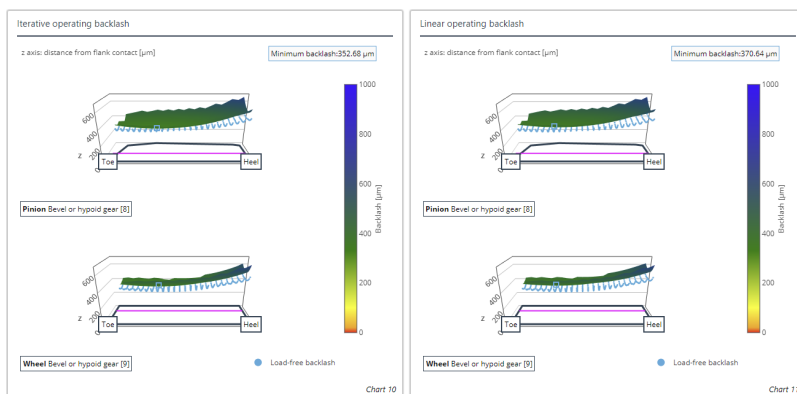 Iterative operating backlash
z axis: distance from flank contact [μm]
Minimum backlash:352.68 μm
1000
800
600
400
200
0
Backlash [μm]
600
400
200
z
Toe
Heel
Pinion Bevel or hypoid gear [8]
600
400
200
z
Toe
Heel
Wheel Bevel or hypoid gear [9]
Load-free backlash
Chart 10
Linear operating backlash
z axis: distance from flank contact [μm]
Minimum backlash:370.64 μm
1000
800
600
400
200
0
Backlash [μm]
600
400
200
z
Toe
Heel
Pinion Bevel or hypoid gear [8]
600
400
200
z
Toe
Heel
Wheel Bevel or hypoid gear [9]
Load-free backlash
Chart 11